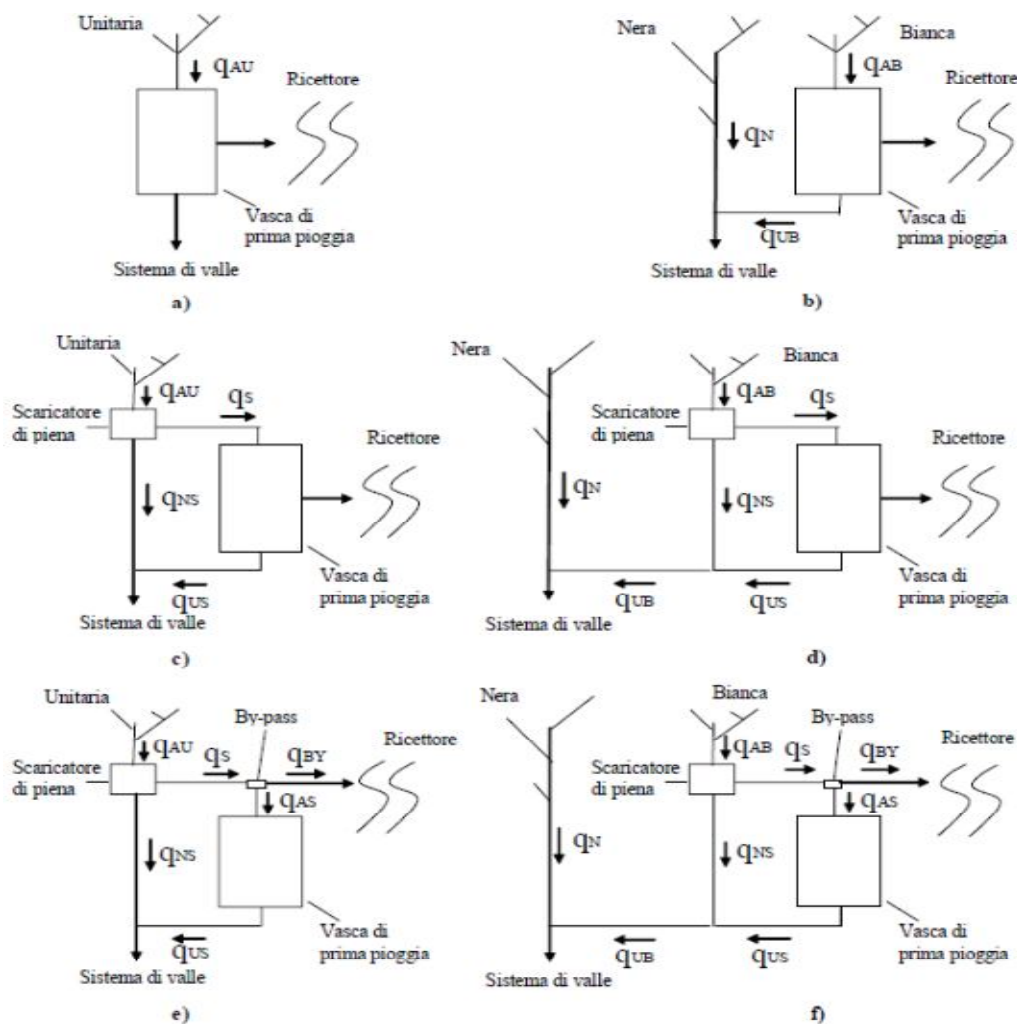 Unitaria
qAU
Ricettore
Vasca di
prima pioggia
Sistema di valle
a)
Nera
Bianca
qAB
Ricettore
qN
Vasca di
prima pioggia
qUB
Sistema di valle
b)
Unitaria
qAU
qS
Scaricatore
di piena
Ricettore
qNS
Vasca di
prima pioggia
qUS
Sistema di valle
c)
Nera
Bianca
qAB
qS
Scaricatore
di piena
Ricettore
qN
qNS
Vasca di
prima pioggia
qUB
qUS
Sistema di valle
d)
Unitaria
By-pass
Ricettore
qAU
qS
qBY
Scaricatore
di piena
qAS
qNS
Vasca di
prima pioggia
qUS
Sistema di valle
e)
Nera
Bianca
By-pass
Ricettore
qAB
qS
qBY
Scaricatore
di piena
qAS
qN
qNS
Vasca di
prima pioggia
qUB
qUS
Sistema di valle
f)